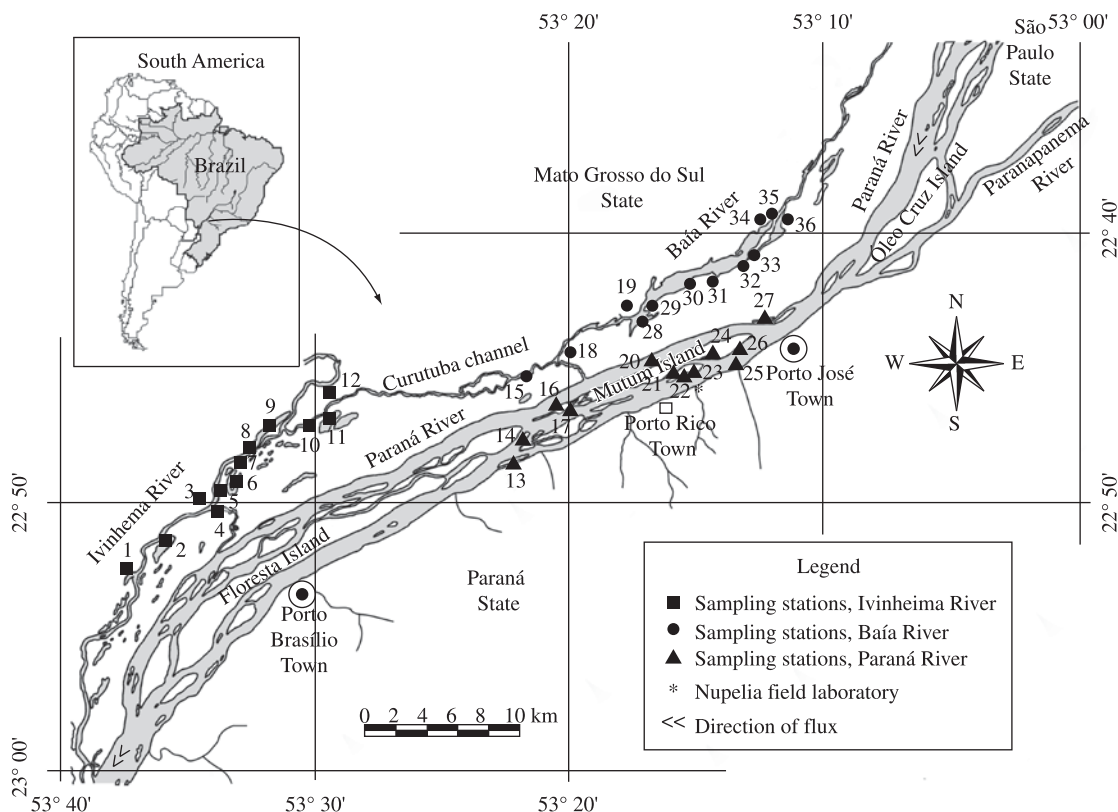 53° 20'
53° 10'
53° 00'
São
Paulo
State
South America
Brazil
Mato Grosso do Sul
State
Baía River
Paraná River
Óleo Cruz Island
Paranapanema
River
<<
22° 40'
35
34
36
33
32
31
30
29
19
28
27
24
26
20
18
Curutuba channel
Mutum Island
21
22
23
25
*
Porto José
Town
Porto Rico
Town
N
W
E
S
12
15
16
17
9
10
11
8
7
14
13
Paraná River
6
3
5
4
Ivinhema River
22° 50'
22° 50'
1
2
Floresta Island
Porto
Brasílio
Town
Paraná
State
Legend
Sampling stations, Ivinheima River
Sampling stations, Baía River
Sampling stations, Paraná River
* Nupelia field laboratory
<< Direction of flux
0 2 4 6 8 10 km
<<
23° 00'
53° 40'
53° 30'
53° 20'
53° 10'